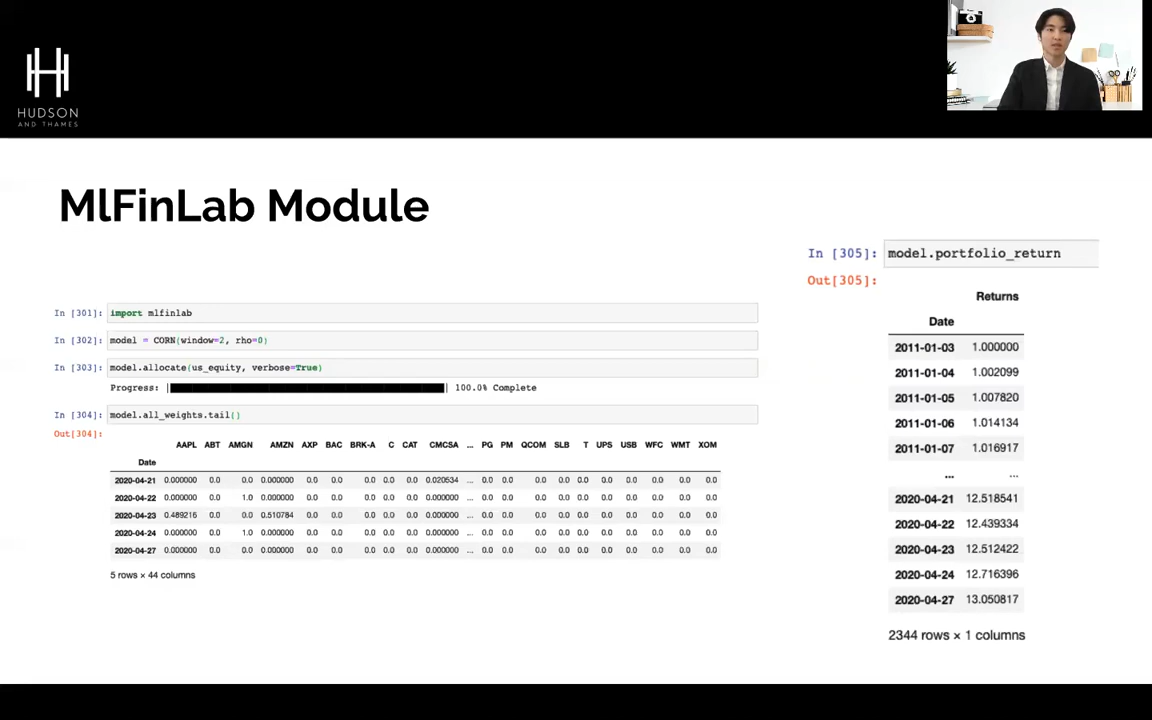 HUDSON
AND THAMES
MlFinLab Module
In [301]: import mlfinlab
In [302]: model = CORN(window=2, rho=0)
In [303]: model.allocate(us_equity, verbose=True)
Progress: | | 100.0% Complete
In [304]: model.all_weights.tail()
Out[304]:
AAPL ABT AMGN AMZN AXP BAC BRK-A C CAT CMCSA ... PG PM QCOM SLB T UPS USB WFC WMT XOM
Date
2020-04-21 0.000000 0.0 0.0 0.000000 0.0 0.0 0.0 0.0 0.0 0.020534 ... 0.0 0.0 0.0 0.0 0.0 0.0 0.0 0.0 0.0 0.0
2020-04-22 0.000000 0.0 1.0 0.000000 0.0 0.0 0.0 0.0 0.0 0.000000 ... 0.0 0.0 0.0 0.0 0.0 0.0 0.0 0.0 0.0 0.0
2020-04-23 0.489216 0.0 0.0 0.510784 0.0 0.0 0.0 0.0 0.0 0.000000 ... 0.0 0.0 0.0 0.0 0.0 0.0 0.0 0.0 0.0 0.0
2020-04-24 0.000000 0.0 1.0 0.000000 0.0 0.0 0.0 0.0 0.0 0.000000 ... 0.0 0.0 0.0 0.0 0.0 0.0 0.0 0.0 0.0 0.0
2020-04-27 0.000000 0.0 0.0 0.000000 0.0 0.0 0.0 0.0 0.0 0.000000 ... 0.0 0.0 0.0 0.0 0.0 0.0 0.0 0.0 0.0 0.0
5 rows × 44 columns
In [305]: model.portfolio_return
Out[305]:
Returns
Date
2011-01-03 1.000000
2011-01-04 1.002099
2011-01-05 1.007820
2011-01-06 1.014134
2011-01-07 1.016917
... ...
2020-04-21 12.518541
2020-04-22 12.439334
2020-04-23 12.512422
2020-04-24 12.716396
2020-04-27 13.050817
2344 rows × 1 columns